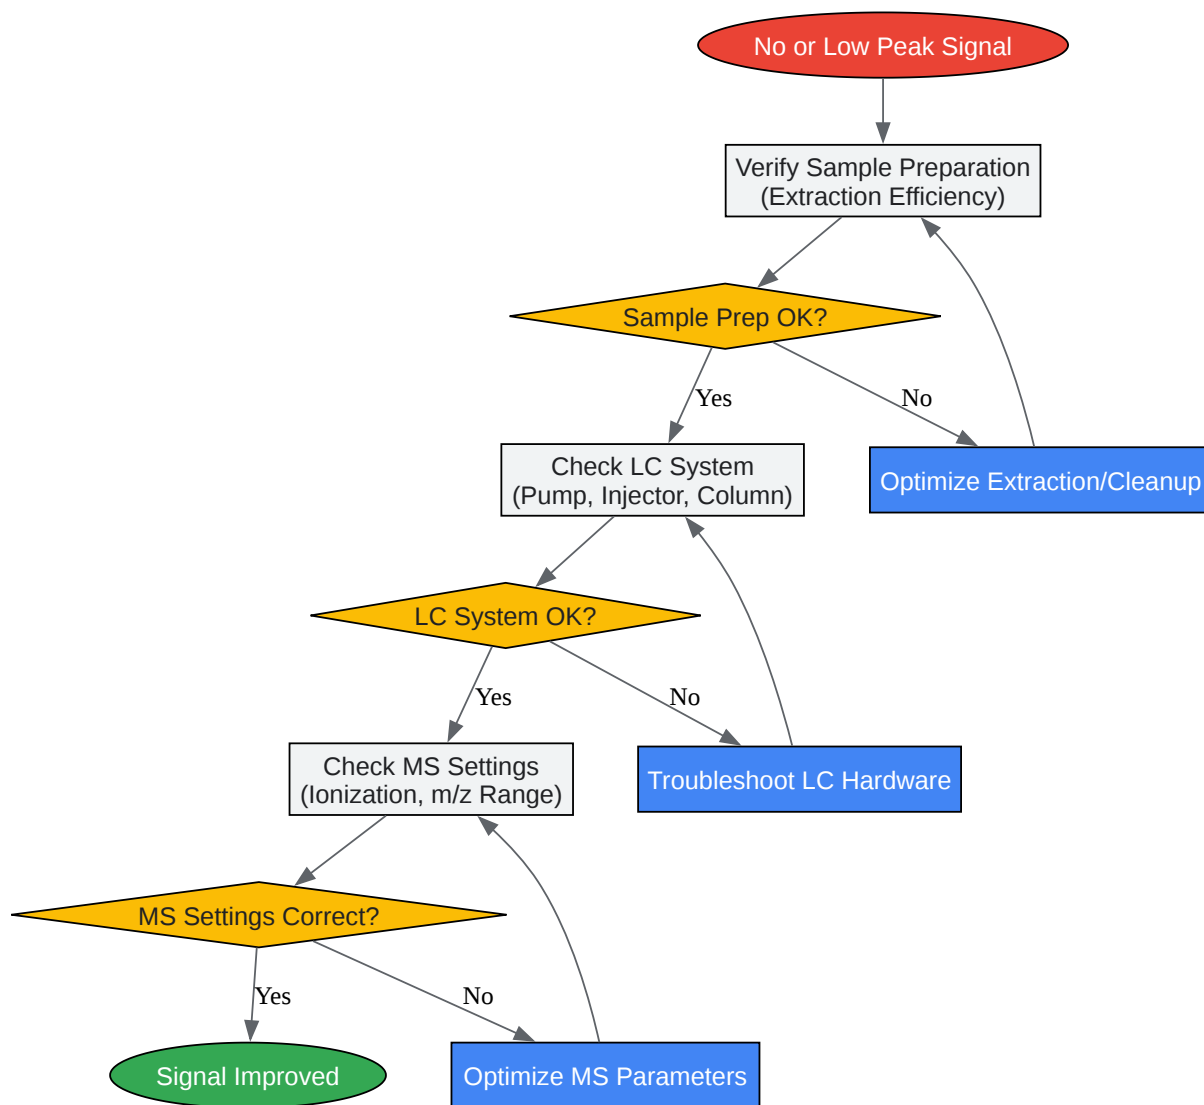 No or Low Peak Signal
Verify Sample Preparation
(Extraction Efficiency)
Sample Prep OK?
Yes
No
Check LC System
(Pump, Injector, Column)
Optimize Extraction/Cleanup
LC System OK?
Yes
No
Check MS Settings
(Ionization, m/z Range)
Troubleshoot LC Hardware
MS Settings Correct?
Yes
No
Signal Improved
Optimize MS Parameters